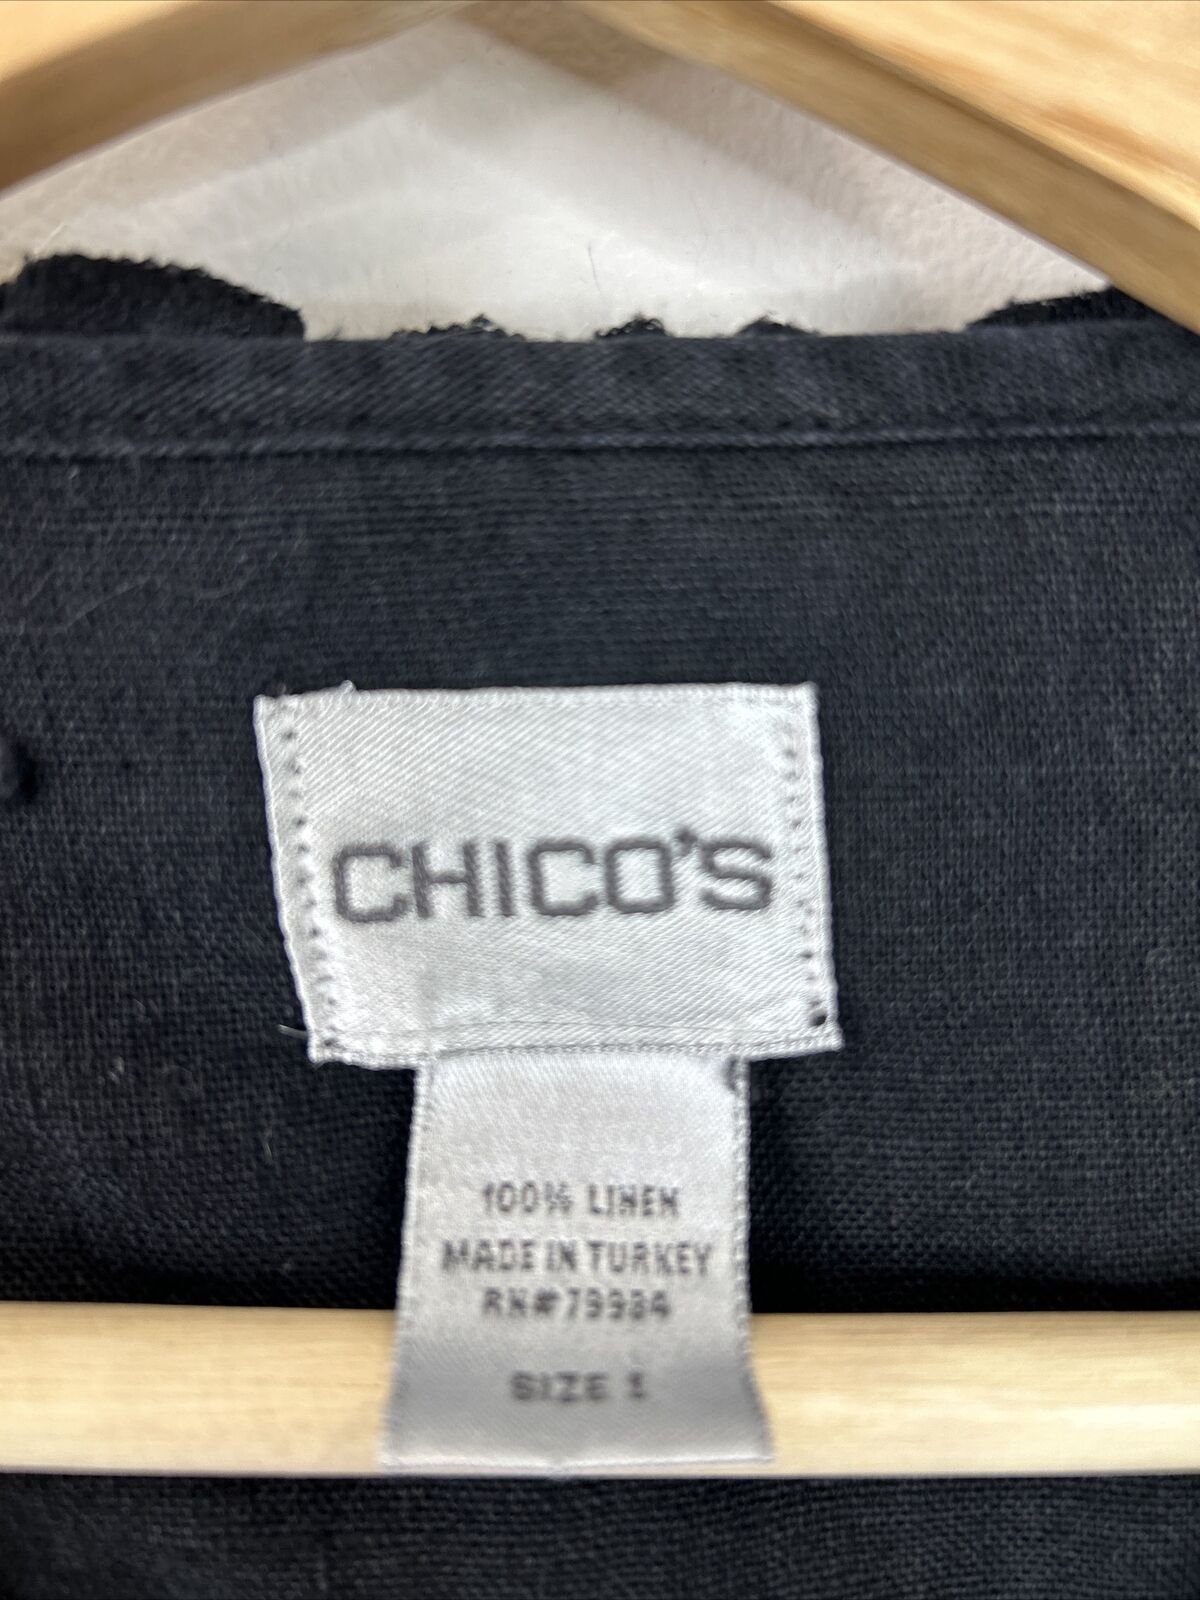 CHICO'S
100% LINEN
MADE IN TURKEY
RN#79984
SIZE 1